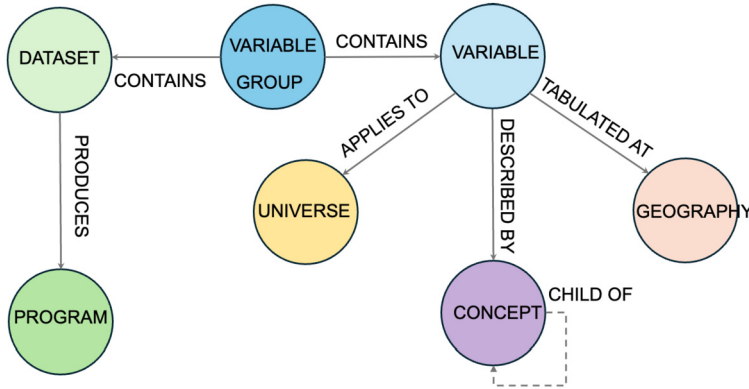 DATASET
CONTAINS
VARIABLE
GROUP
CONTAINS
VARIABLE
PRODUCES
APPLIES TO
DESCRIBED BY
TABULATED AT
UNIVERSE
GEOGRAPHY
PROGRAM
CONCEPT
CHILD OF